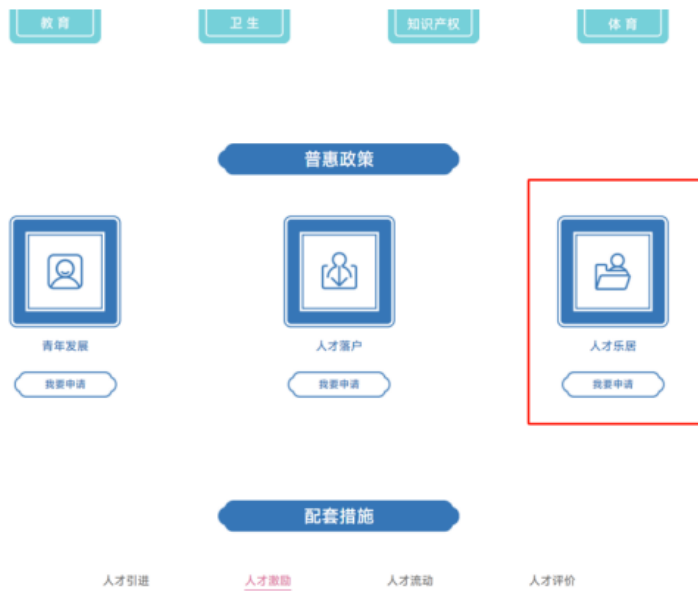 教育 卫生 知识产权 体育
普惠政策
青年发展 人才落户 人才乐居
我要申请 我要申请 我要申请
配套措施
人才引进 人才激励 人才流动 人才评价